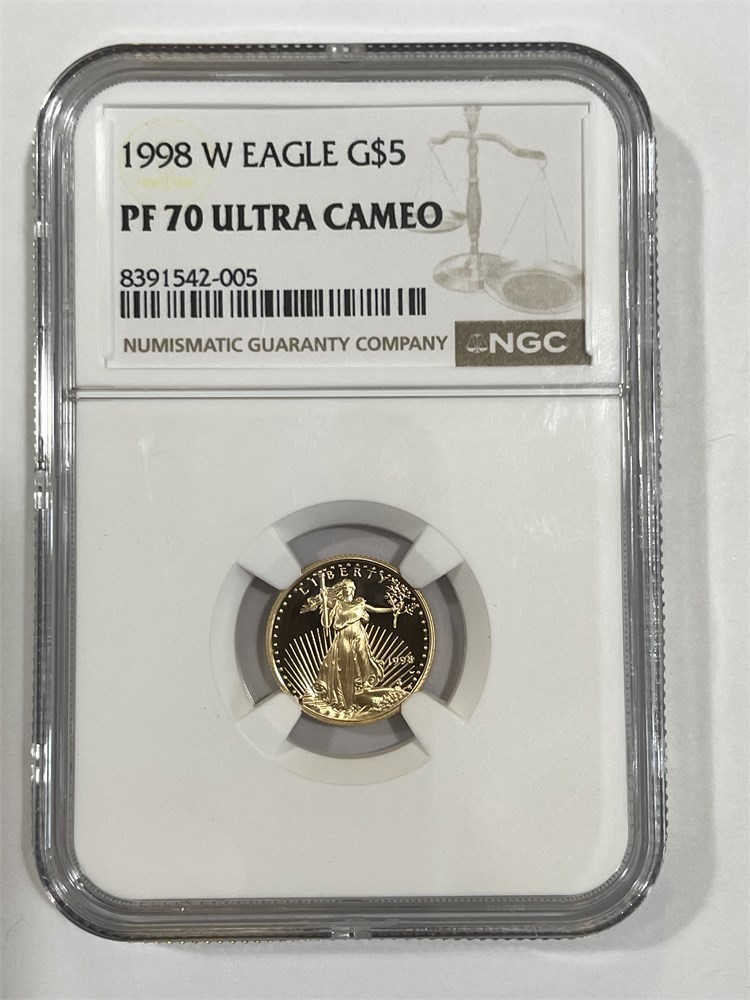 1998 W EAGLE G$5
PF 70 ULTRA CAMEO
8391542-005
NUMISMATIC GUARANTY COMPANY
NGC
LIBERTY
1998